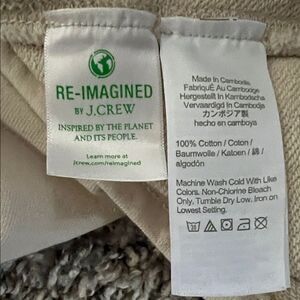 RE-IMAGINED
BY J.CREW
INSPIRED BY THE PLANET
AND ITS PEOPLE.
Learn more at
jcrew.com/reimagined
Made in Cambodia
Fabriqué Au Cambodge
Hergestellt in Kambodscha
Vervaardigd in Cambodja
カンボジア製
hecho en camboya
100% Cotton / Coton /
Baumwolle / Katoen / 綿 /
algodón
Machine Wash Cold With Like
Colors. Non-Chlorine Bleach
Only, Tumble Dry Low. Iron on
Lowest Setting.